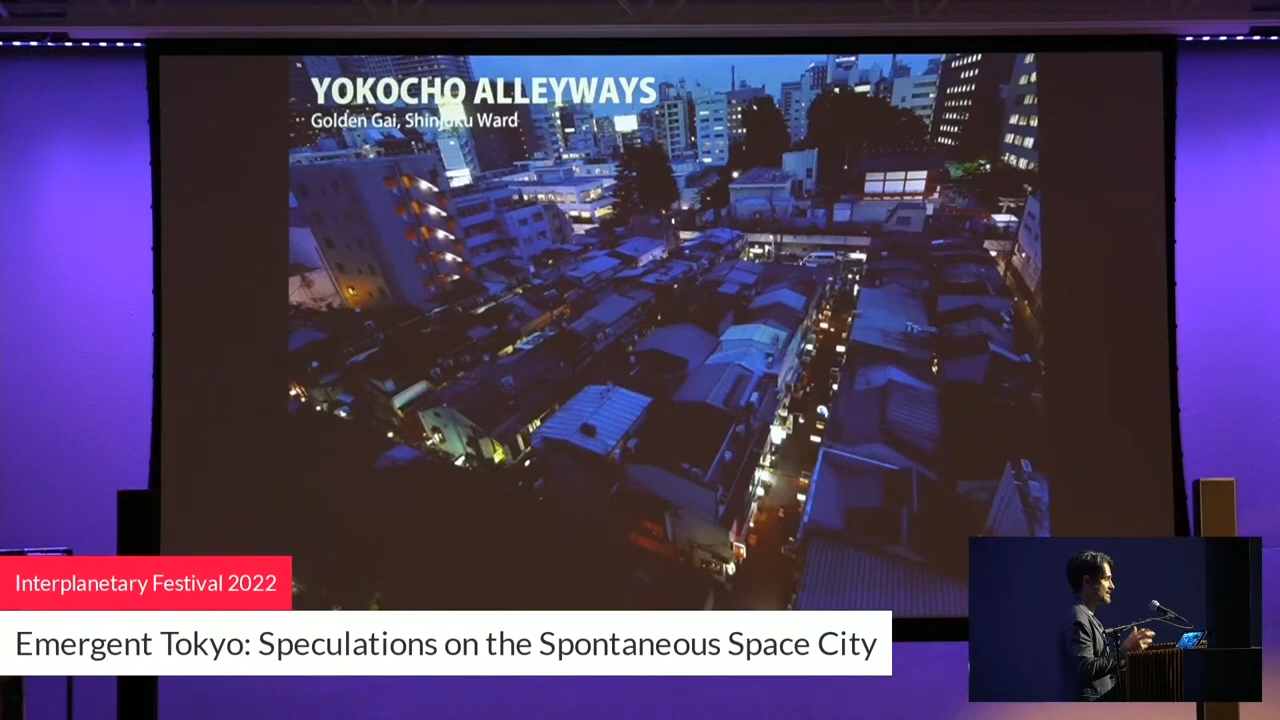 YOKOCHO ALLEYWAYS
Golden Gai, Shinjuku Ward
Interplanetary Festival 2022
Emergent Tokyo: Speculations on the Spontaneous Space City